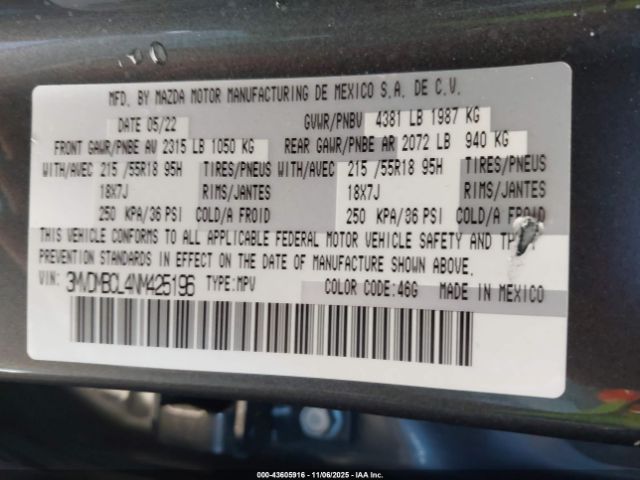 MFD. BY MAZDA MOTOR MANUFACTURING DE MEXICO S.A. DE C.V.
DATE 05/22 GVWR/PNBV 4381 LB 1987 KG
FRONT GAWR/PNBE AV 2315 LB 1050 KG REAR GAWR/PNBE AR 2072 LB 940 KG
WITH/AVEC 215 /55R18 95H TIRES/PNEUS WITH/AVEC 215 /55R18 95H TIRES/PNEUS
18X7J RIMS/JANTES 18X7J RIMS/JANTES
250 KPA/36 PSI COLD/A FROID 250 KPA/36 PSI COLD/A FROID
THIS VEHICLE CONFORMS TO ALL APPLICABLE FEDERAL MOTOR VEHICLE SAFETY AND
PREVENTION STANDARDS IN EFFECT ON THE DATE OF MANUFACTURE SHOWN ABOVE.
VIN: 3MVDMBCL4NM425196 TYPE:MPV COLOR CODE:46G MADE IN MEXICO
000-43605916 - 11/06/2025 - IAA Inc.